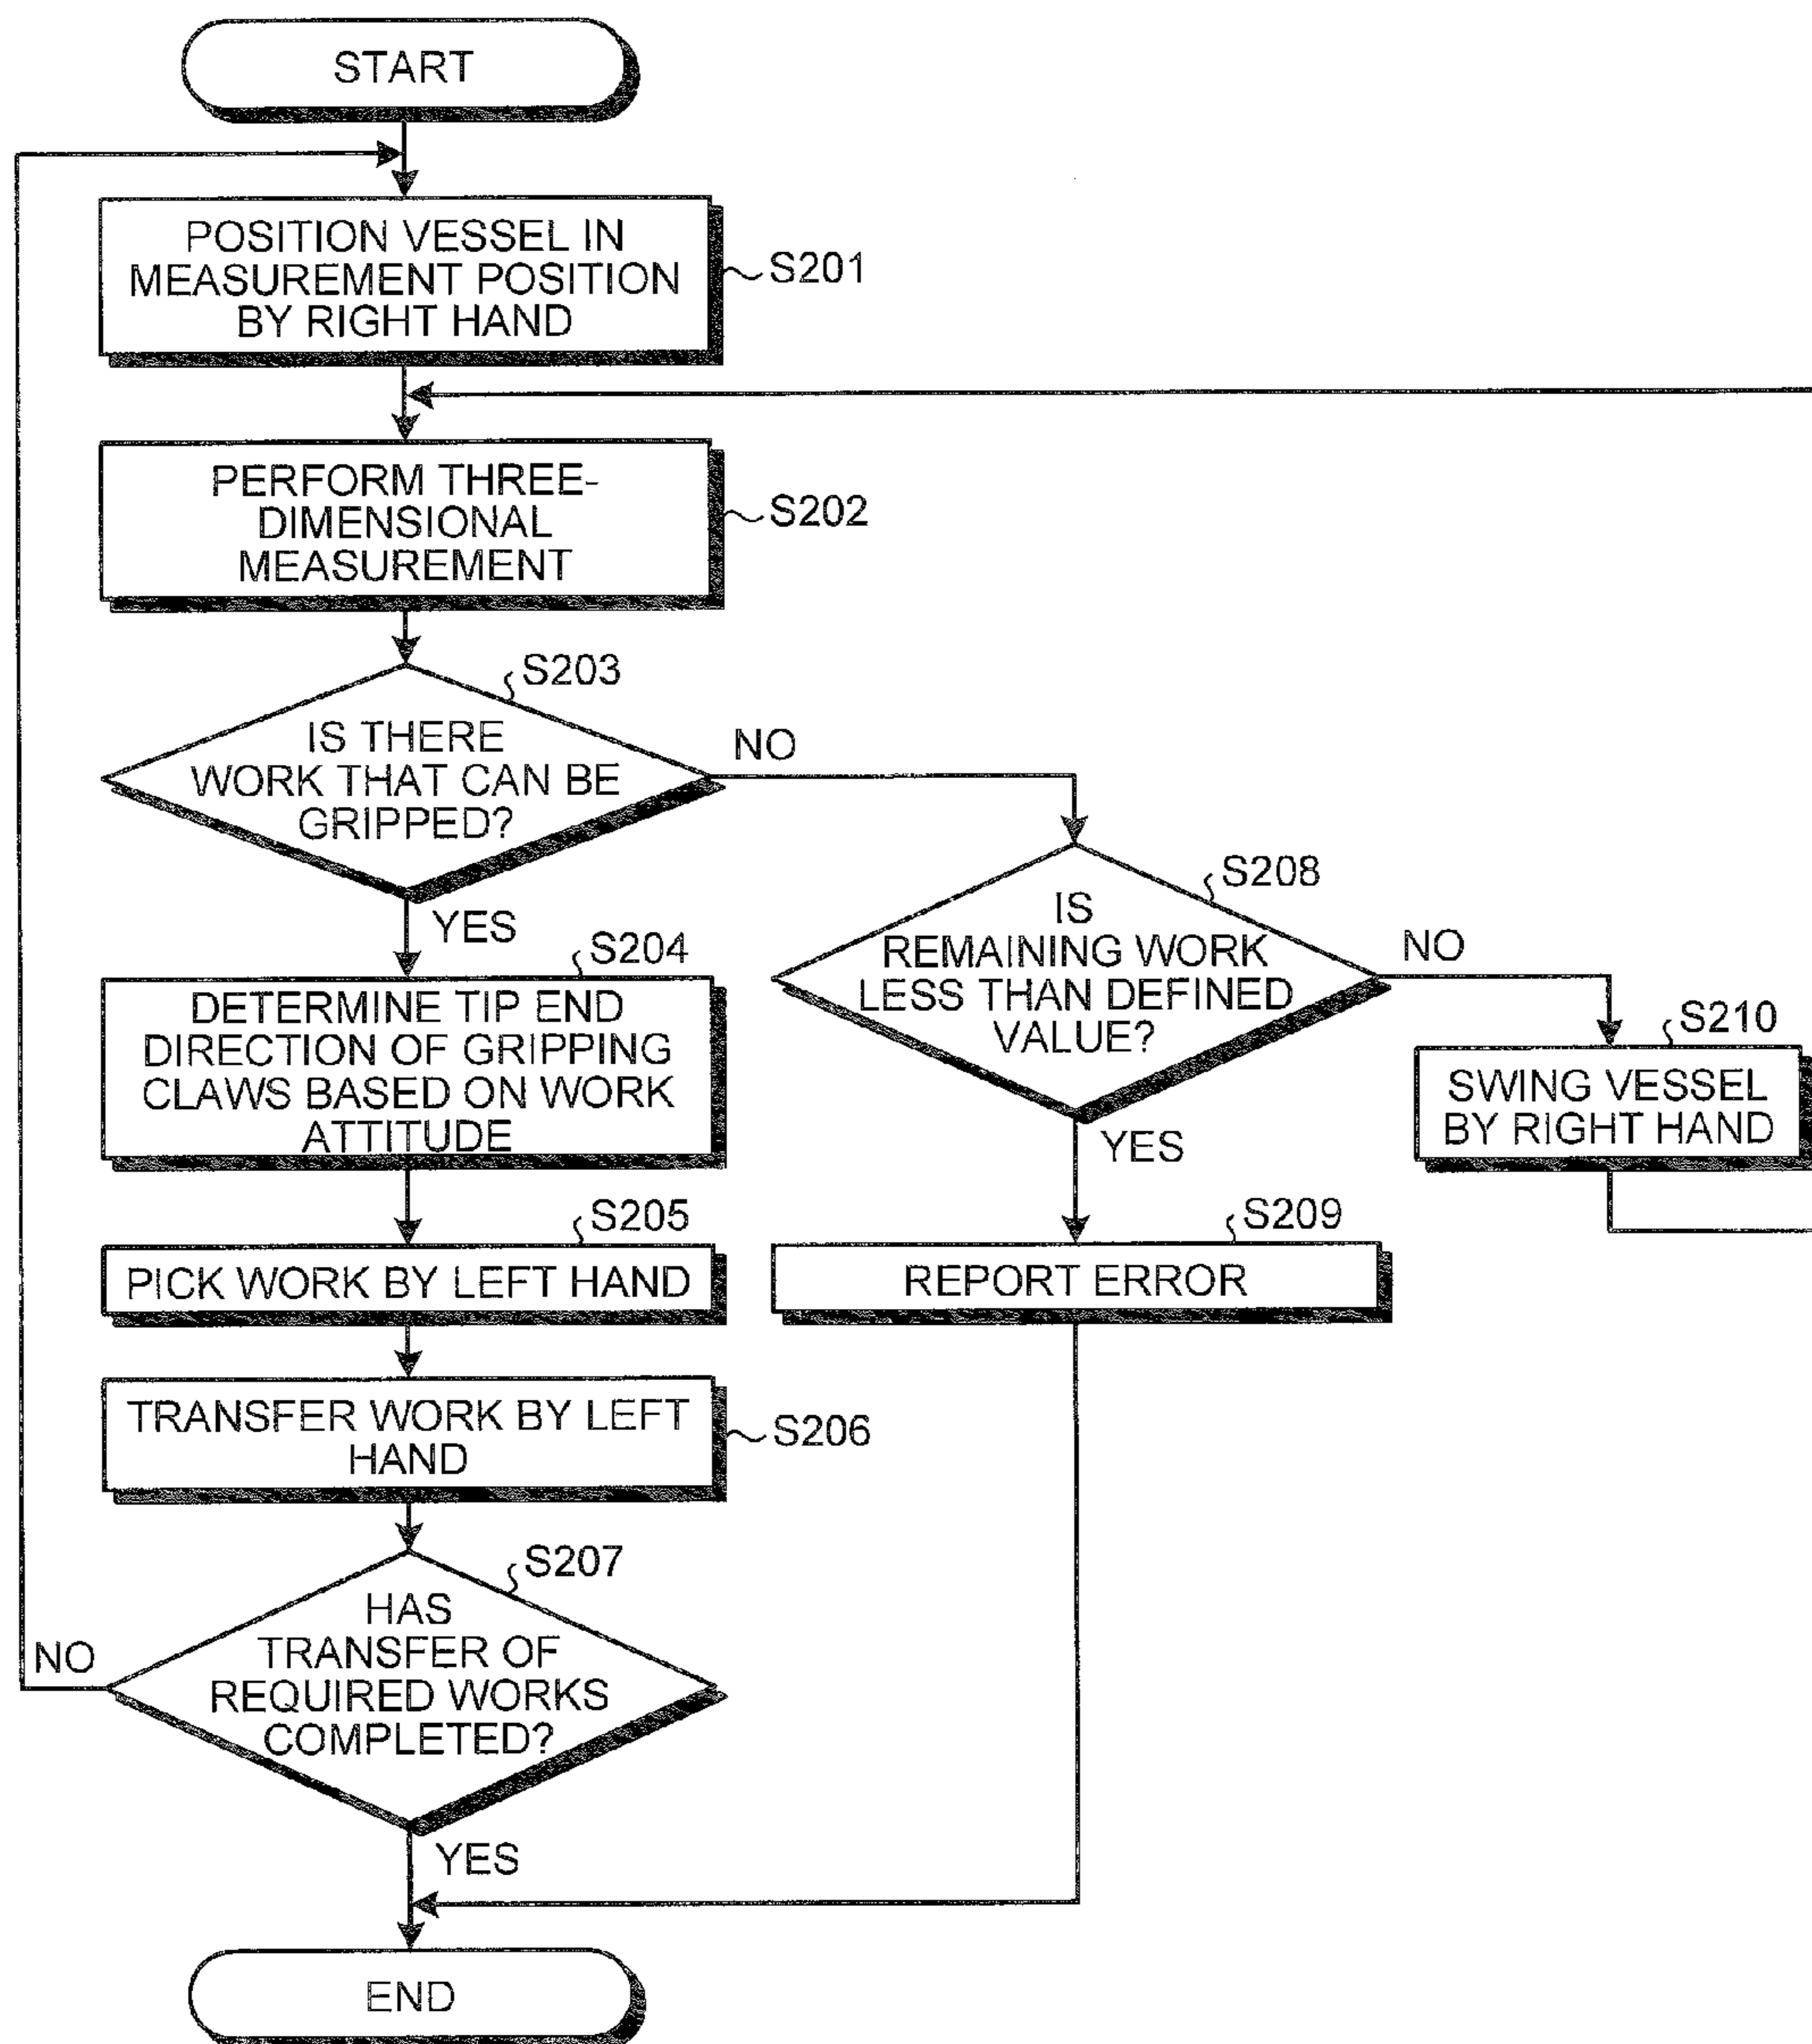 START
POSITION VESSEL IN
MEASUREMENT POSITION
BY RIGHT HAND
S201
PERFORM THREE-
DIMENSIONAL
MEASUREMENT
S202
S203
IS THERE
WORK THAT CAN BE
GRIPPED?
NO
YES
S208
IS
REMAINING WORK
LESS THAN DEFINED
VALUE?
NO
YES
S204
DETERMINE TIP END
DIRECTION OF GRIPPING
CLAWS BASED ON WORK
ATTITUDE
S210
SWING VESSEL
BY RIGHT HAND
S205
PICK WORK BY LEFT HAND
S209
REPORT ERROR
TRANSFER WORK BY LEFT
HAND
S206
S207
HAS
TRANSFER OF
REQUIRED WORKS
COMPLETED?
NO
YES
END